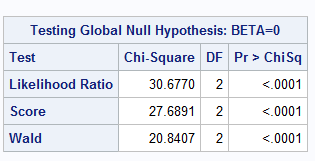 Testing Global Null Hypothesis: BETA=0
Test Chi-Square DF Pr > ChiSq
Likelihood Ratio 30.6770 2 <.0001
Score 27.6891 2 <.0001
Wald 20.8407 2 <.0001